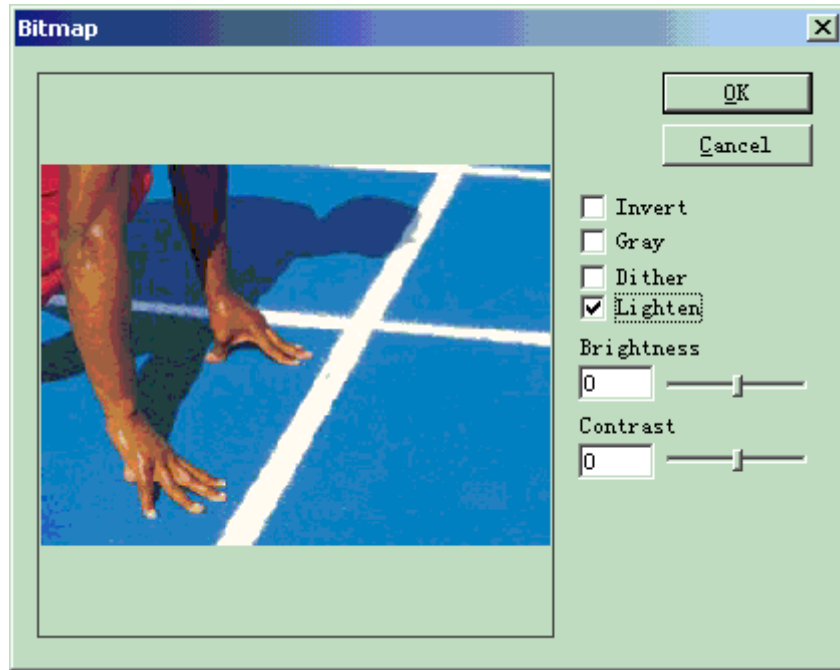 Bitmap
OK
Cancel
Invert
Gray
Dither
Lighten
Brightness
0
Contrast
0